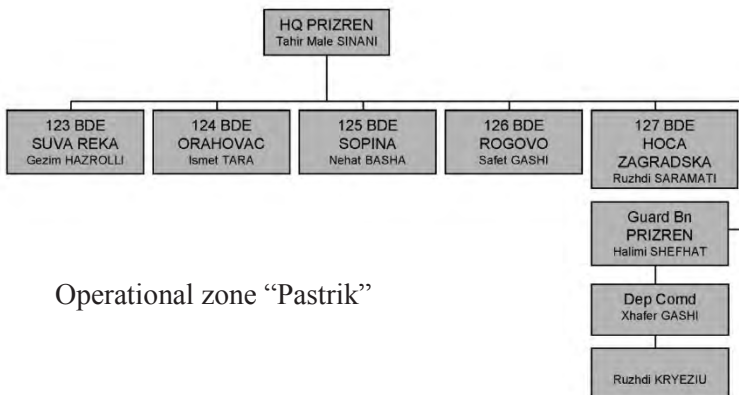 HQ PRIZREN
Tahir Male SINANI
123 BDE
SUVA REKA
Gezim HAZROLLI
124 BDE
ORAHOVAC
Ismet TARA
125 BDE
SOPINA
Nehat BASHA
126 BDE
ROGOVO
Safet GASHI
127 BDE
HOCA
ZAGRADSKA
Ruzhdi SARAMATI
Guard Bn
PRIZREN
Halimi SHEFHAT
Dep Comd
Xhafer GASHI
Ruzhdi KRYEZIU
Operational zone “Pastrik”